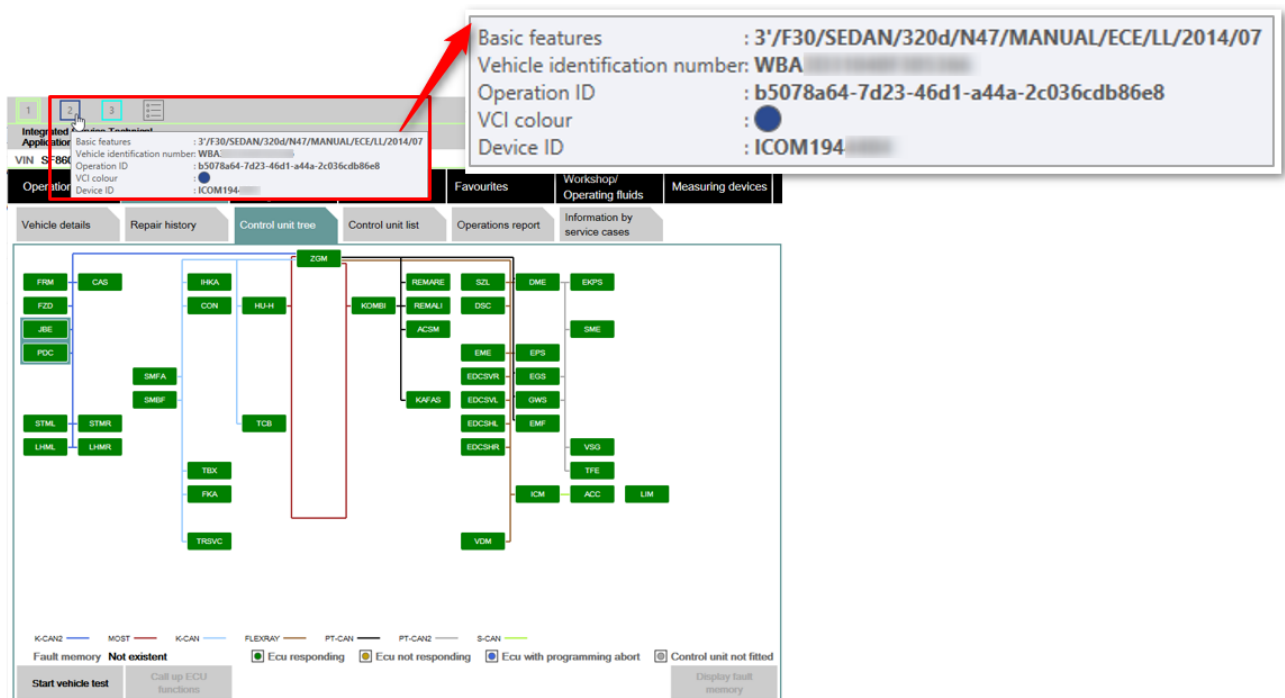 Basic features : 3'/F30/SEDAN/320d/N47/MANUAL/ECE/LL/2014/07
Vehicle identification number: WBA
Operation ID : b5078a64-7d23-46d1-a44a-2c036cdb86e8
VCI colour :
Device ID : ICOM194
1 2 3
Integrated Service Technical
Application
VIN SF860
Basic features : 3'/F30/SEDAN/320d/N47/MANUAL/ECE/LL/2014/07
Vehicle identification number: WBA
Operation ID : b5078a64-7d23-46d1-a44a-2c036cdb86e8
VCI colour :
Device ID : ICOM194
Favourites Workshop/ Operating fluids Measuring devices
Vehicle details Repair history Control unit tree Control unit list Operations report Information by service cases
ZGM
FRM CAS IHKA REMARE SZL DME EKPS
FZD CON HU-H KOMBI REMALI DSC
JBE ACSM SME
PDC EME EPS
SMFA EDCSVR EGS
SMBF KAFAS EDCSVL GWS
STML STMR TCB EDCSHL EMF
LHML LHMR EDCSHR VSG
TBX TFE
FKA ICM ACC LIM
TRSVC VDM
K-CAN2 MOST K-CAN FLEXRAY PT-CAN PT-CAN2 S-CAN
Fault memory Not existent Ecu responding Ecu not responding Ecu with programming abort Control unit not fitted
Start vehicle test Call up ECU functions Display fault memory